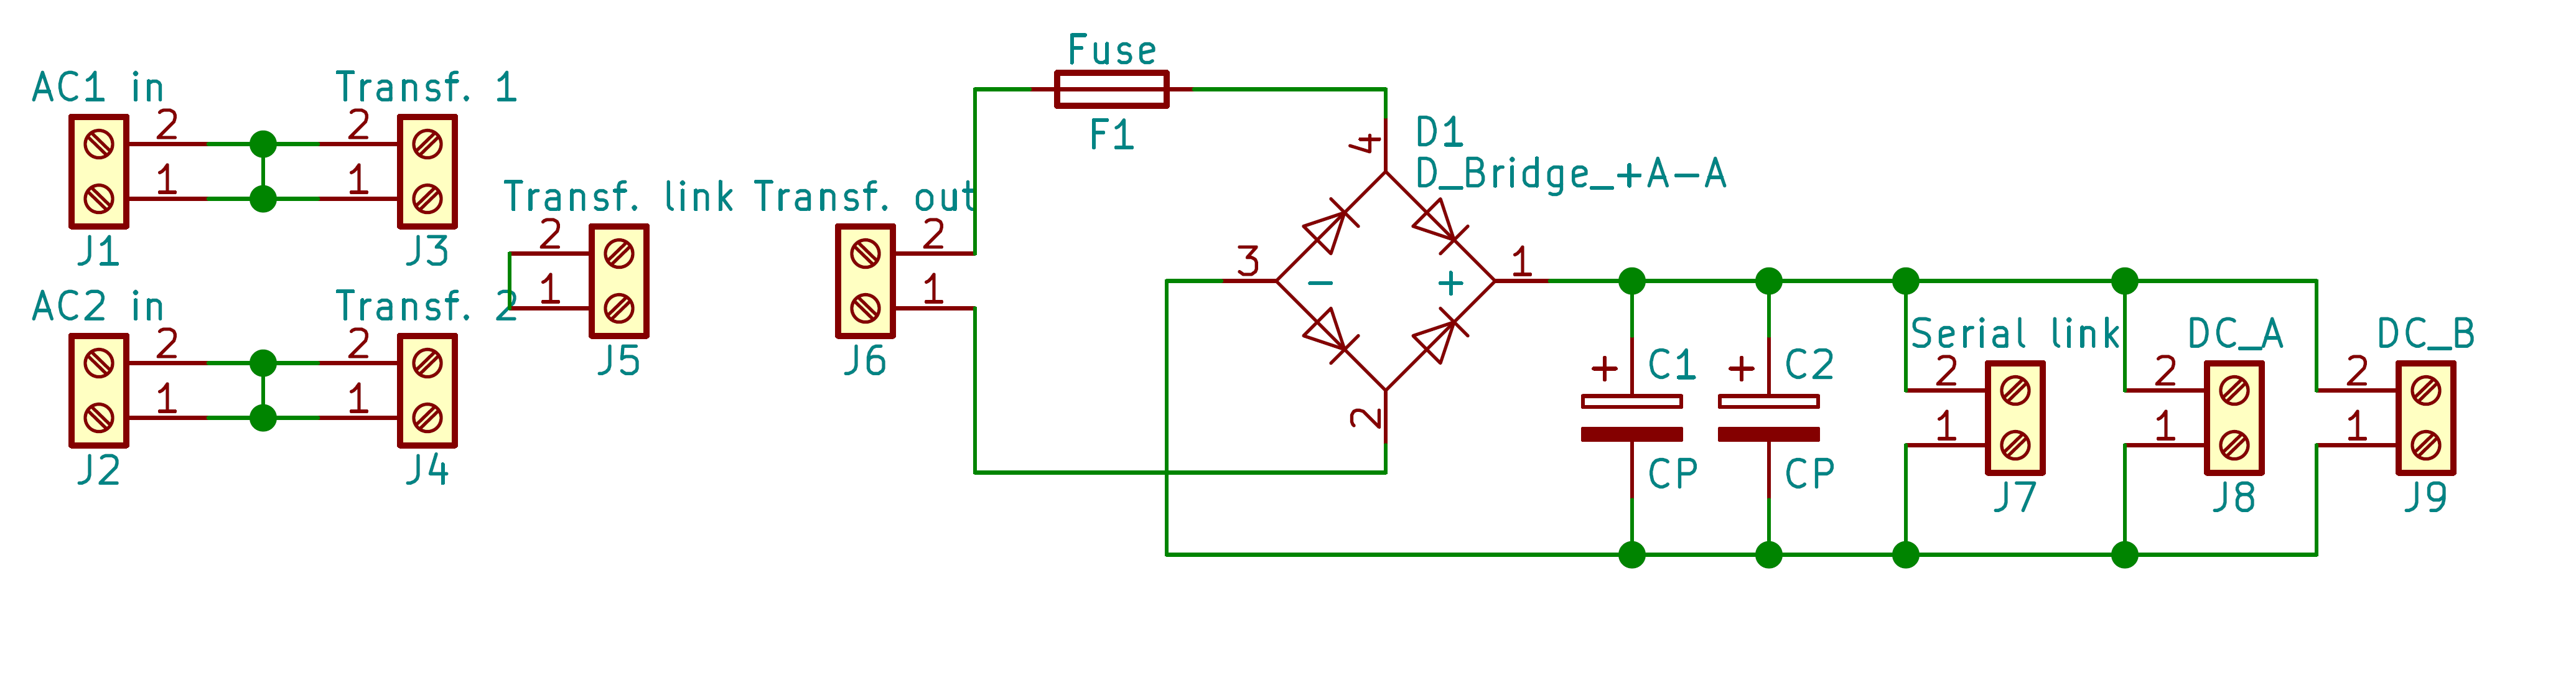 AC1 in
2
1
J1
Transf. 1
2
1
J3
AC2 in
2
1
J2
Transf. 2
2
1
J4
Transf. link
2
1
J5
Transf. out
2
1
J6
Fuse
F1
D1
D_Bridge_+A-A
4
3
-
+
1
2
+
C1
CP
+
C2
CP
Serial link
2
1
J7
DC_A
2
1
J8
DC_B
2
1
J9